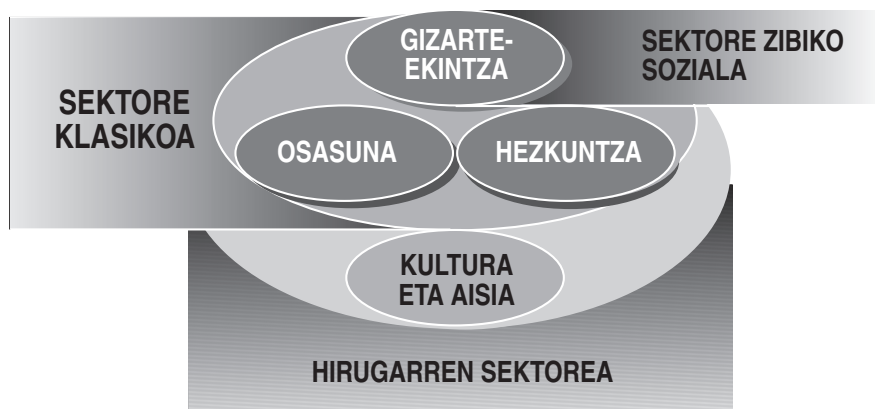 GIZARTE-
EKINTZA
SEKTORE ZIBIKO
SOZIALA
SEKTORE
KLASIKOA
OSASUNA
HEZKUNTZA
KULTURA
ETA AISIA
HIRUGARREN SEKTOREA